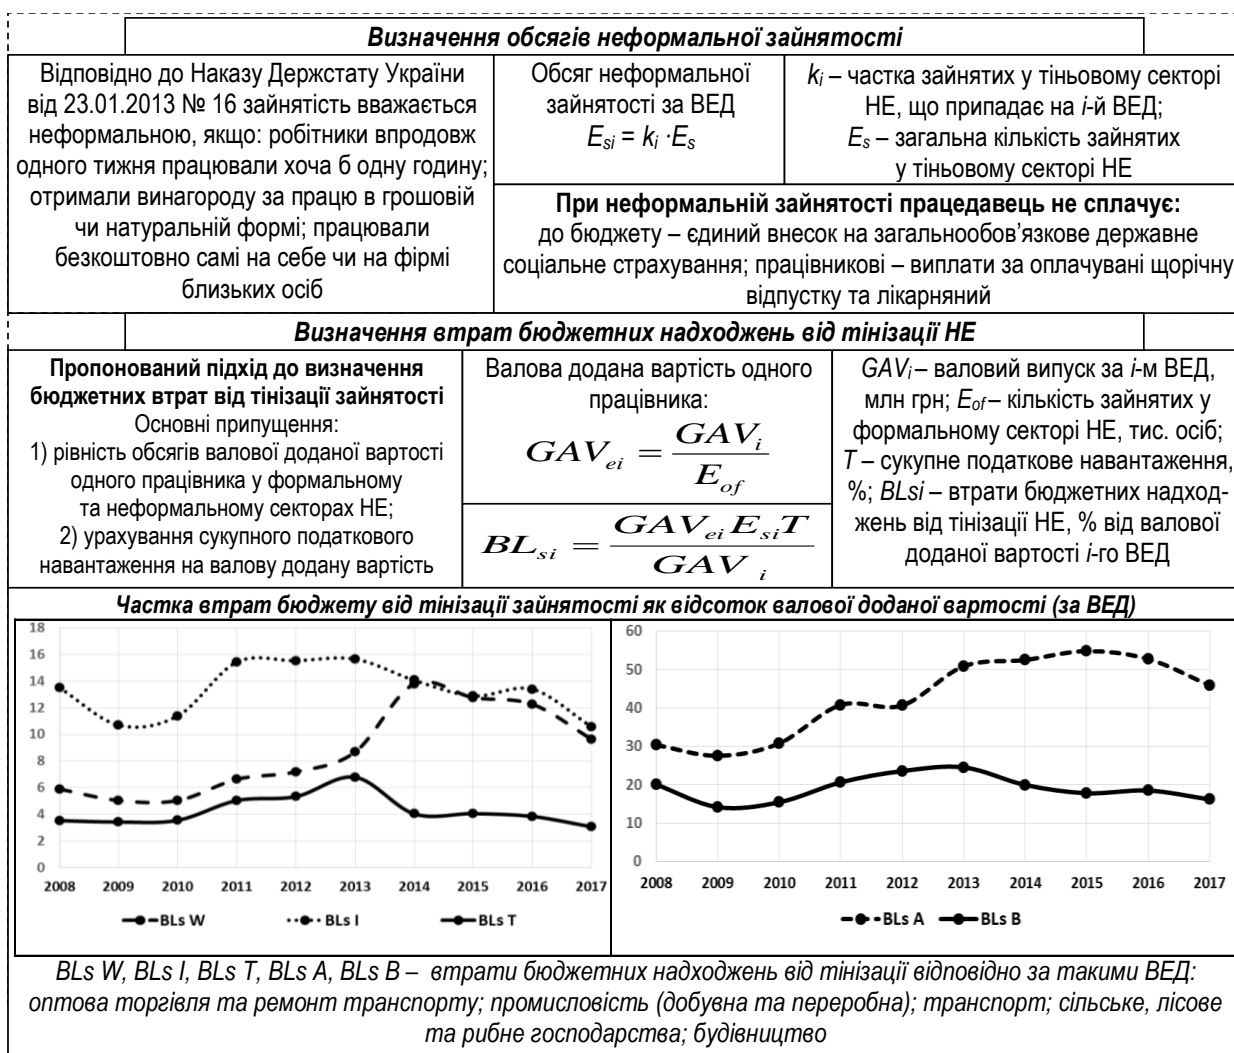 Визначення обсягів неформальної зайнятості
Відповідно до Наказу Держстату України
від 23.01.2013 № 16 зайнятість вважається
неформальною, якщо: робітники впродовж
одного тижня працювали хоча б одну годину;
отримали винагороду за працю в грошовій
чи натуральній формі; працювали
безкоштовно самі на себе чи на фірмі
близьких осіб
Обсяг неформальної
зайнятості за ВЕД
Esi = ki ·Es
ki – частка зайнятих у тіньовому секторі
НЕ, що припадає на i-й ВЕД;
Es – загальна кількість зайнятих
у тіньовому секторі НЕ
При неформальній зайнятості працедавець не сплачує:
до бюджету – єдиний внесок на загальнообов’язкове державне
соціальне страхування; працівникові – виплати за оплачувані щорічну
відпустку та лікарняний
Визначення втрат бюджетних надходжень від тінізації НЕ
Пропонований підхід до визначення
бюджетних втрат від тінізації зайнятості
Основні припущення:
1) рівність обсягів валової доданої вартості
одного працівника у формальному
та неформальному секторах НЕ;
2) урахування сукупного податкового
навантаження на валову додану вартість
Валова додана вартість одного
працівника:
GAVei = GAVi / Eof
BLsi = GAVei Esi T / GAV i
GAVi – валовий випуск за i-м ВЕД,
млн грн; Eof – кількість зайнятих у
формальному секторі НЕ, тис. осіб;
T – сукупне податкове навантаження,
%; BLsi – втрати бюджетних надход-
жень від тінізації НЕ, % від валової
доданої вартості i-го ВЕД
Частка втрат бюджету від тінізації зайнятості як відсоток валової доданої вартості (за ВЕД)
18
16
14
12
10
8
6
4
2
0
2008 2009 2010 2011 2012 2013 2014 2015 2016 2017
BLs W BLs I BLs T
60
50
40
30
20
10
0
2008 2009 2010 2011 2012 2013 2014 2015 2016 2017
BLs A BLs B
BLs W, BLs I, BLs T, BLs A, BLs B – втрати бюджетних надходжень від тінізації відповідно за такими ВЕД:
оптова торгівля та ремонт транспорту; промисловість (добувна та переробна); транспорт; сільське, лісове
та рибне господарства; будівництво